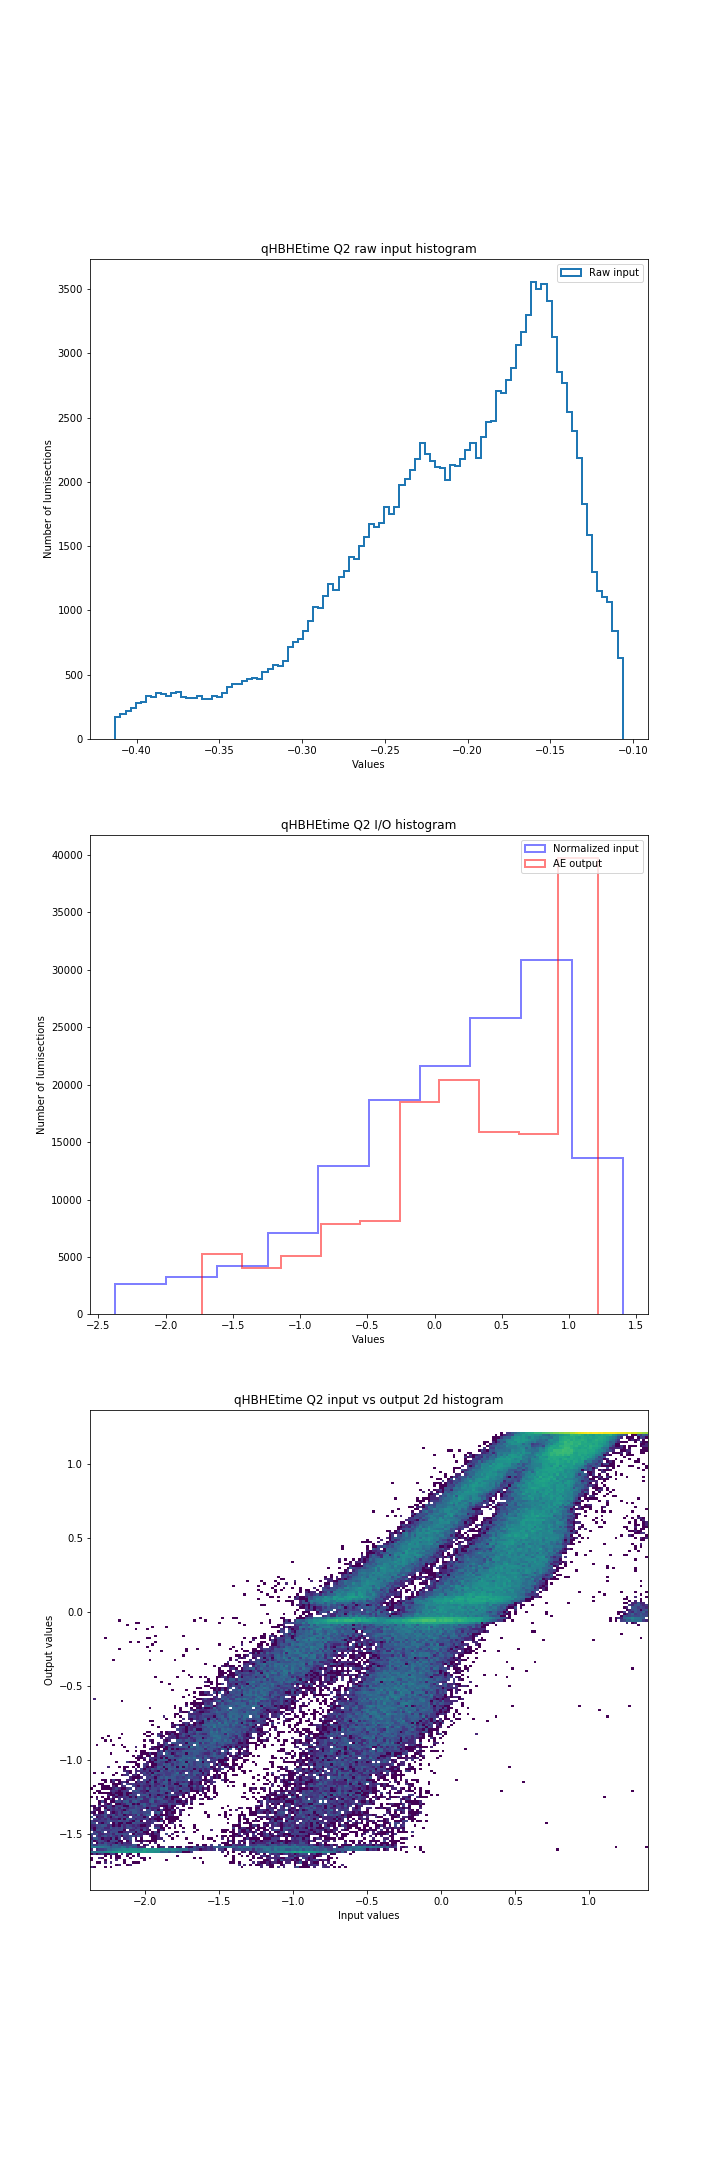 qHBHEtime Q2 raw input histogram
Raw input
3500
3000
2500
2000
1500
1000
500
0
Number of lumisections
−0.40 −0.35 −0.30 −0.25 −0.20 −0.15 −0.10
Values
qHBHEtime Q2 I/O histogram
Normalized input
AE output
40000
35000
30000
25000
20000
15000
10000
5000
0
Number of lumisections
−2.5 −2.0 −1.5 −1.0 −0.5 0.0 0.5 1.0 1.5
Values
qHBHEtime Q2 input vs output 2d histogram
1.0
0.5
0.0
−0.5
−1.0
−1.5
Output values
−2.0 −1.5 −1.0 −0.5 0.0 0.5 1.0
Input values